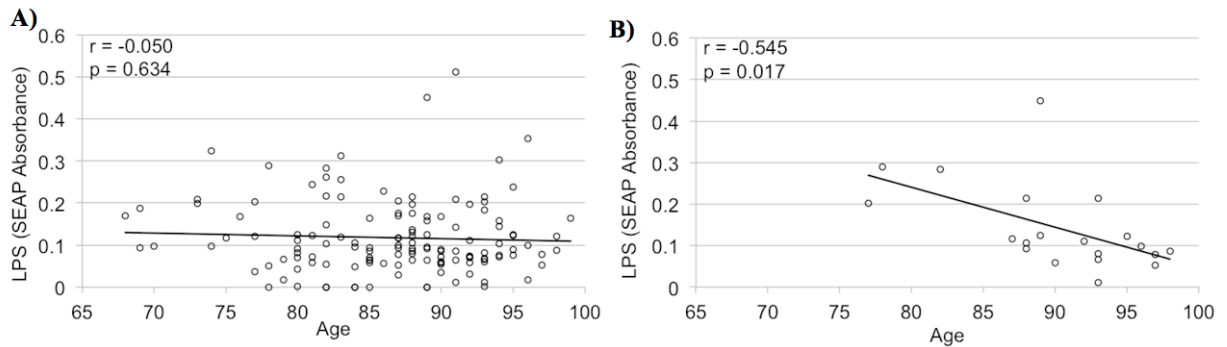 A)
r = -0.050
p = 0.634
LPS (SEAP Absorbance)
0.6
0.5
0.4
0.3
0.2
0.1
0
65 70 75 80 85 90 95 100
Age
B)
r = -0.545
p = 0.017
LPS (SEAP Absorbance)
0.6
0.5
0.4
0.3
0.2
0.1
0
65 70 75 80 85 90 95 100
Age